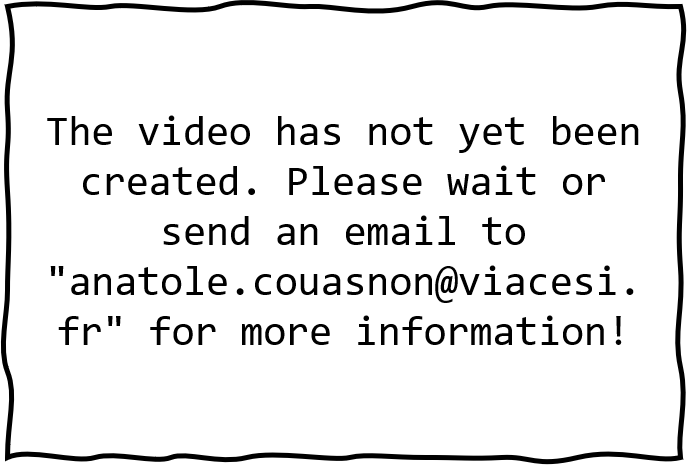 The video has not yet been
created. Please wait or
send an email to
"anatole.couasnon@viacesi.
fr" for more information!